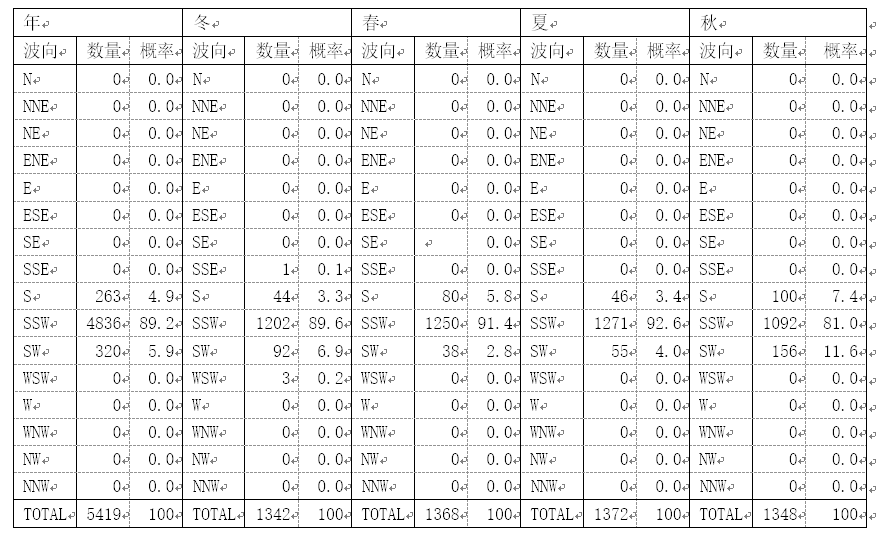 年 冬 春 夏 秋
波向 数量 概率 波向 数量 概率 波向 数量 概率 波向 数量 概率 波向 数量 概率
N 0 0.0 N 0 0.0 N 0 0.0 N 0 0.0 N 0 0.0
NNE 0 0.0 NNE 0 0.0 NNE 0 0.0 NNE 0 0.0 NNE 0 0.0
NE 0 0.0 NE 0 0.0 NE 0 0.0 NE 0 0.0 NE 0 0.0
ENE 0 0.0 ENE 0 0.0 ENE 0 0.0 ENE 0 0.0 ENE 0 0.0
E 0 0.0 E 0 0.0 E 0 0.0 E 0 0.0 E 0 0.0
ESE 0 0.0 ESE 0 0.0 ESE 0 0.0 ESE 0 0.0 ESE 0 0.0
SE 0 0.0 SE 0 0.0 SE 0.0 SE 0 0.0 SE 0 0.0
SSE 0 0.0 SSE 1 0.1 SSE 0 0.0 SSE 0 0.0 SSE 0 0.0
S 263 4.9 S 44 3.3 S 80 5.8 S 46 3.4 S 100 7.4
SSW 4836 89.2 SSW 1202 89.6 SSW 1250 91.4 SSW 1271 92.6 SSW 1092 81.0
SW 320 5.9 SW 92 6.9 SW 38 2.8 SW 55 4.0 SW 156 11.6
WSW 0 0.0 WSW 3 0.2 WSW 0 0.0 WSW 0 0.0 WSW 0 0.0
W 0 0.0 W 0 0.0 W 0 0.0 W 0 0.0 W 0 0.0
WNW 0 0.0 WNW 0 0.0 WNW 0 0.0 WNW 0 0.0 WNW 0 0.0
NW 0 0.0 NW 0 0.0 NW 0 0.0 NW 0 0.0 NW 0 0.0
NNW 0 0.0 NNW 0 0.0 NNW 0 0.0 NNW 0 0.0 NNW 0 0.0
TOTAL 5419 100 TOTAL 1342 100 TOTAL 1368 100 TOTAL 1372 100 TOTAL 1348 100